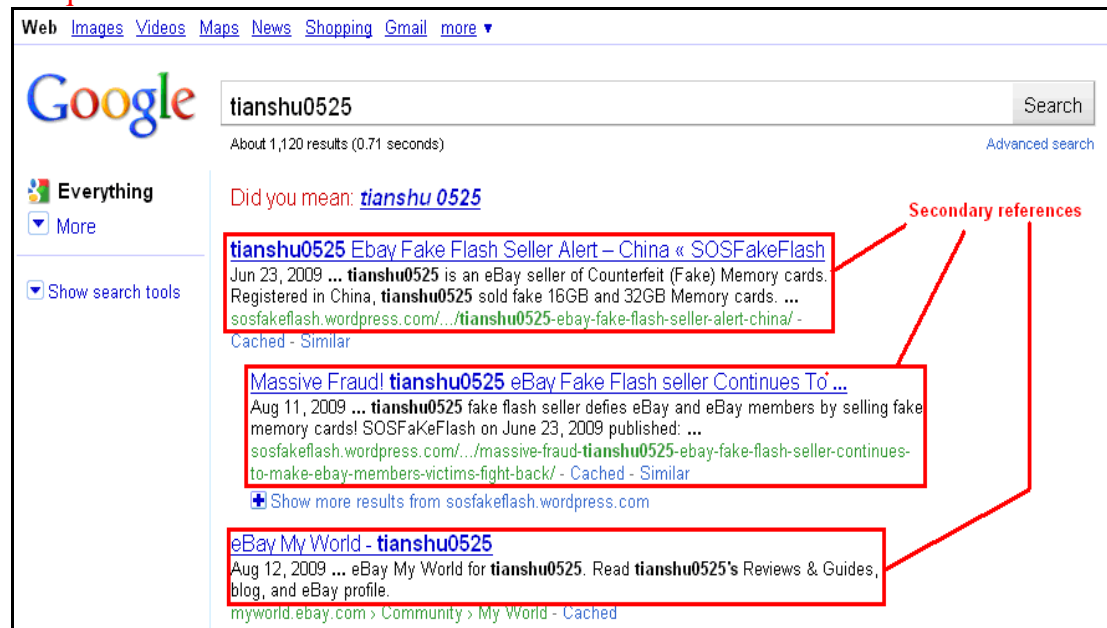 Web Images Videos Maps News Shopping Gmail more ▼
Google
tianshu0525
Search
About 1,120 results (0.71 seconds)
Advanced search
Everything
More
Show search tools
Did you mean: tianshu 0525
Secondary references
tianshu0525 Ebay Fake Flash Seller Alert – China « SOSFakeFlash
Jun 23, 2009 ... tianshu0525 is an eBay seller of Counterfeit (Fake) Memory cards.
Registered in China, tianshu0525 sold fake 16GB and 32GB Memory cards. ...
sosfakeflash.wordpress.com/.../tianshu0525-ebay-fake-flash-seller-alert-china/ -
Cached - Similar
Massive Fraud! tianshu0525 eBay Fake Flash seller Continues To ...
Aug 11, 2009 ... tianshu0525 fake flash seller defies eBay and eBay members by selling fake
memory cards! SOSFaKeFlash on June 23, 2009 published: ...
sosfakeflash.wordpress.com/.../massive-fraud-tianshu0525-ebay-fake-flash-seller-continues-
to-make-ebay-members-victims-fight-back/ - Cached - Similar
Show more results from sosfakeflash.wordpress.com
eBay My World - tianshu0525
Aug 12, 2009 ... eBay My World for tianshu0525. Read tianshu0525's Reviews & Guides,
blog, and eBay profile.
myworld.ebay.com › Community › My World - Cached